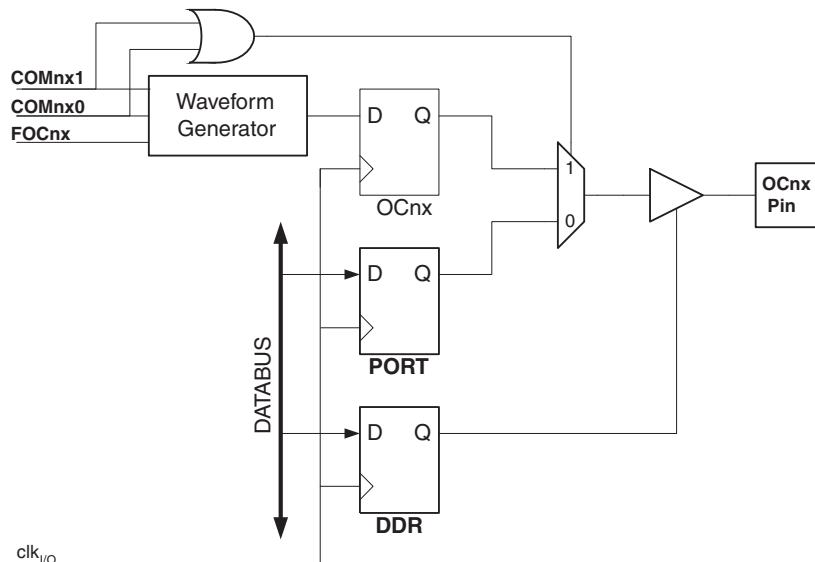 COMnx1
COMnx0
FOCnx
Waveform
Generator
D Q
OCnx
1
0
OCnx
Pin
D Q
PORT
DATABUS
D Q
DDR
clkI/O